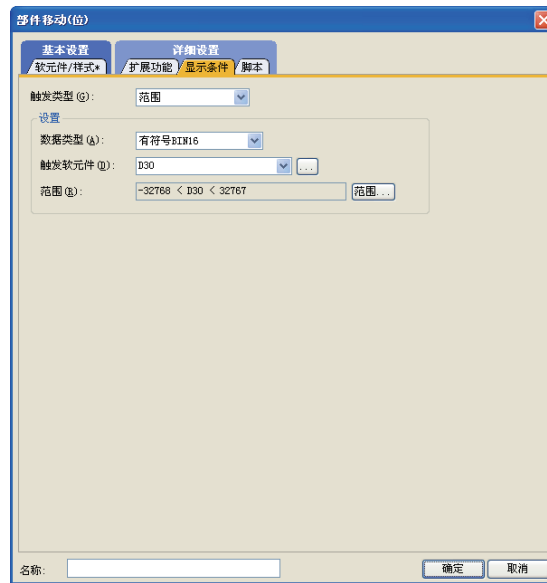 部件移动(位)
基本设置 详细设置
软元件/样式* 扩展功能 显示条件 脚本
触发类型(G): 范围
设置
数据类型(A): 有符号BIN16
触发软元件(D): D30 ...
范围(R): -32768 < D30 < 32767 范围...
名称: 确定 取消